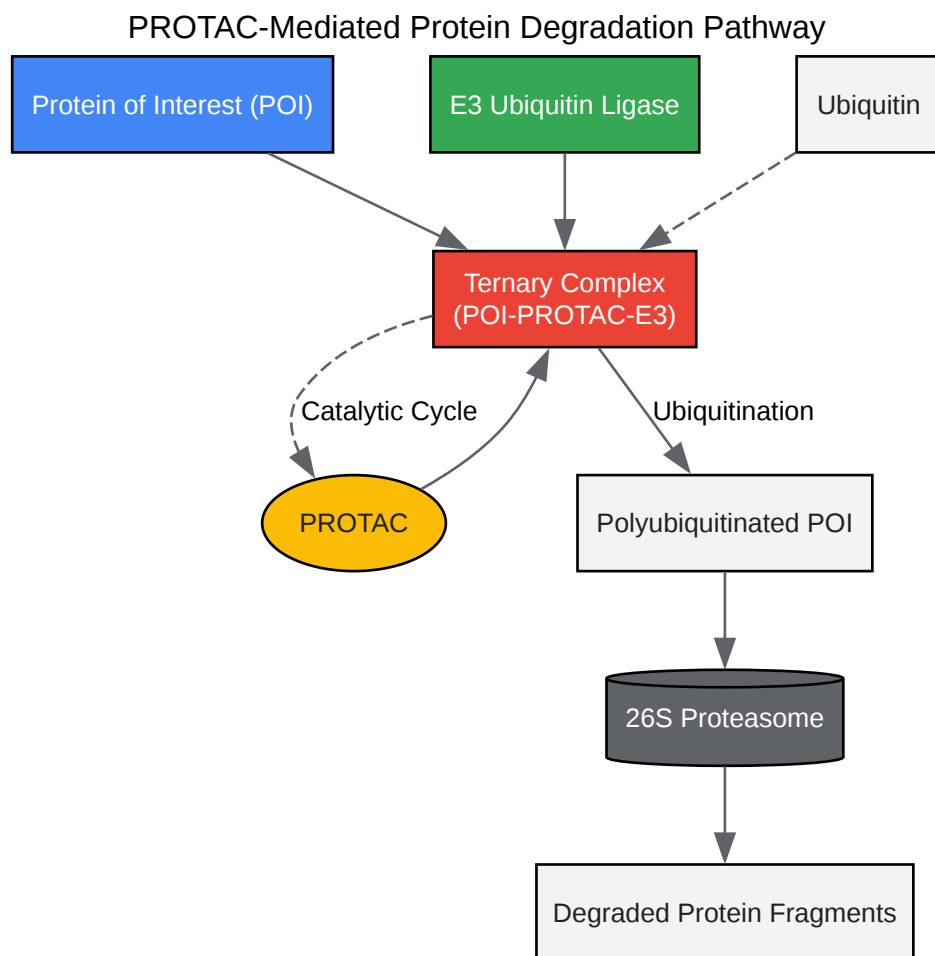 PROTAC-Mediated Protein Degradation Pathway
Protein of Interest (POI)
E3 Ubiquitin Ligase
Ubiquitin
Ternary Complex
(POI-PROTAC-E3)
Catalytic Cycle
Ubiquitination
PROTAC
Polyubiquitinated POI
26S Proteasome
Degraded Protein Fragments